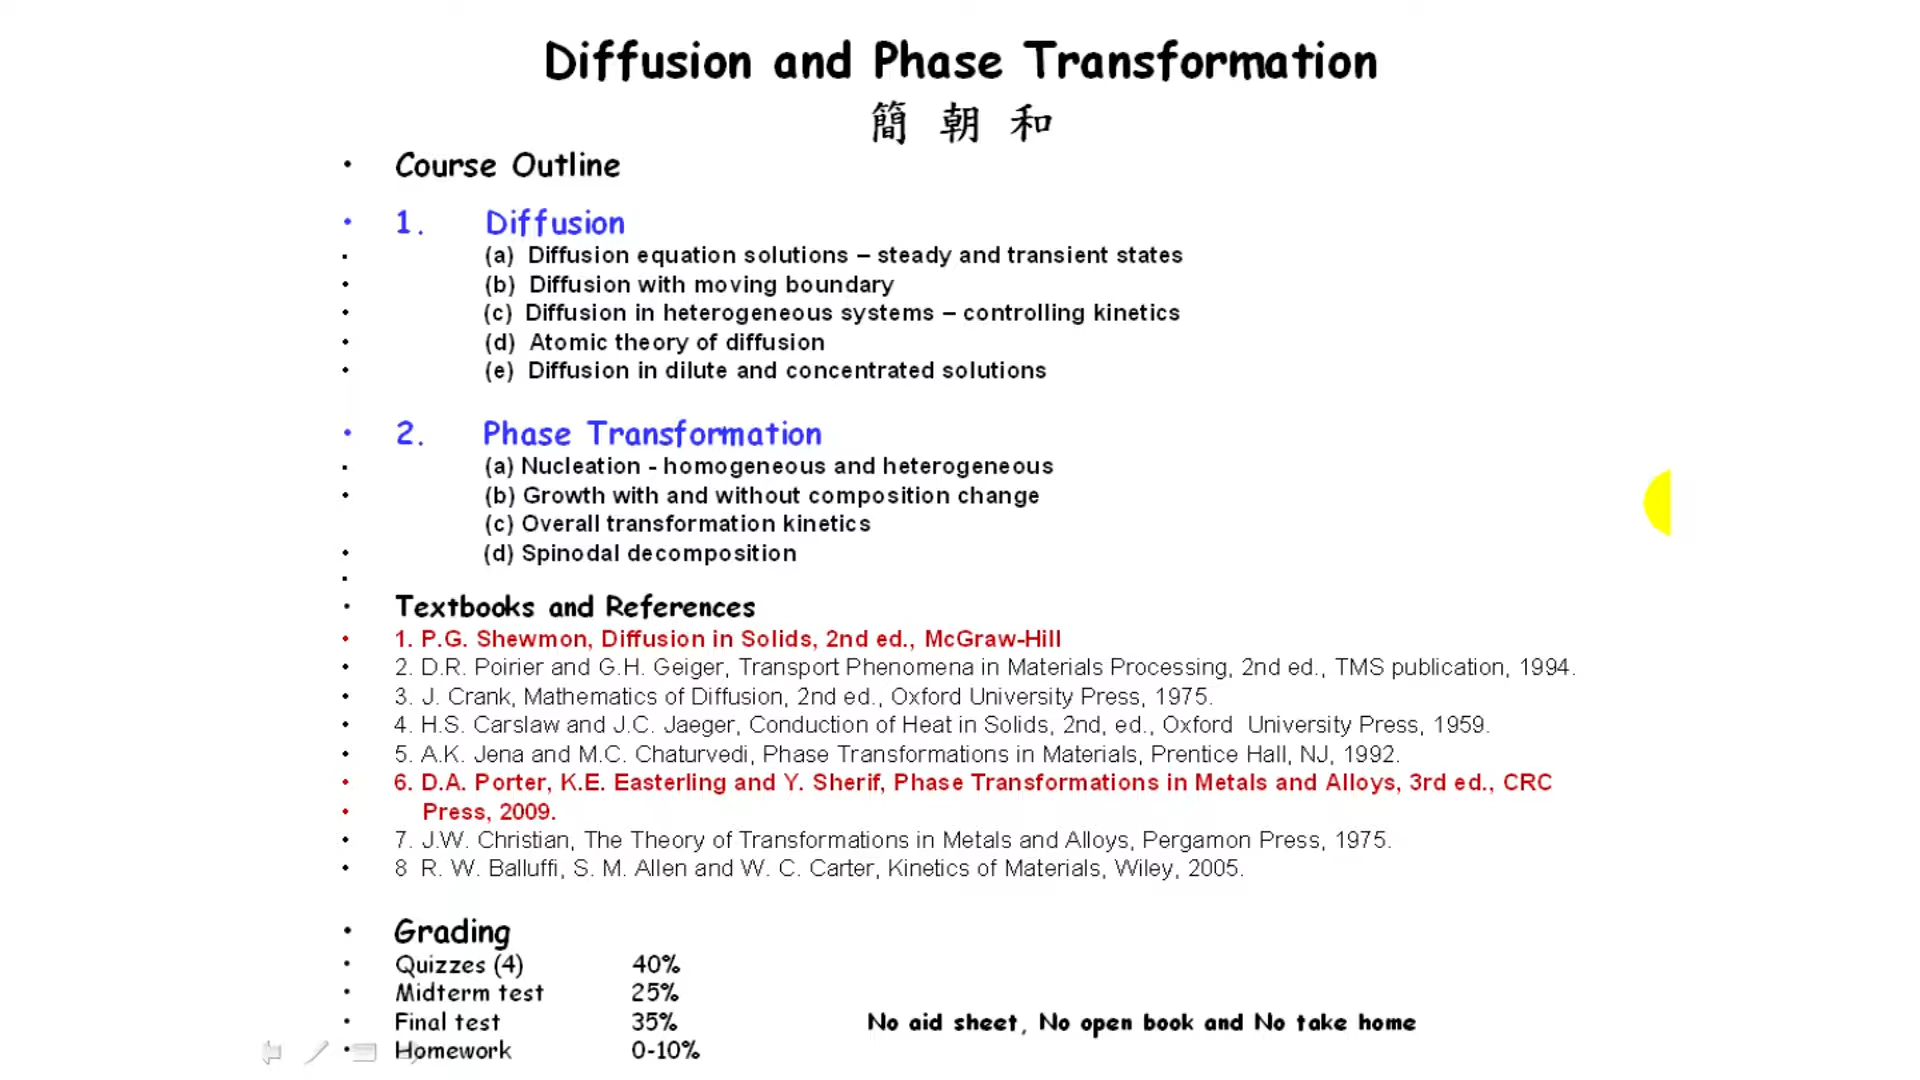 Diffusion and Phase Transformation
簡 朝 和
• Course Outline
• 1. Diffusion
• (a) Diffusion equation solutions – steady and transient states
• (b) Diffusion with moving boundary
• (c) Diffusion in heterogeneous systems – controlling kinetics
• (d) Atomic theory of diffusion
• (e) Diffusion in dilute and concentrated solutions
• 2. Phase Transformation
• (a) Nucleation - homogeneous and heterogeneous
• (b) Growth with and without composition change
(c) Overall transformation kinetics
• (d) Spinodal decomposition
•
• Textbooks and References
• 1. P.G. Shewmon, Diffusion in Solids, 2nd ed., McGraw-Hill
• 2. D.R. Poirier and G.H. Geiger, Transport Phenomena in Materials Processing, 2nd ed., TMS publication, 1994.
• 3. J. Crank, Mathematics of Diffusion, 2nd ed., Oxford University Press, 1975.
• 4. H.S. Carslaw and J.C. Jaeger, Conduction of Heat in Solids, 2nd, ed., Oxford University Press, 1959.
• 5. A.K. Jena and M.C. Chaturvedi, Phase Transformations in Materials, Prentice Hall, NJ, 1992.
• 6. D.A. Porter, K.E. Easterling and Y. Sherif, Phase Transformations in Metals and Alloys, 3rd ed., CRC
• Press, 2009.
• 7. J.W. Christian, The Theory of Transformations in Metals and Alloys, Pergamon Press, 1975.
• 8 R. W. Balluffi, S. M. Allen and W. C. Carter, Kinetics of Materials, Wiley, 2005.
• Grading
• Quizzes (4) 40%
• Midterm test 25%
• Final test 35% No aid sheet, No open book and No take home
• Homework 0-10%